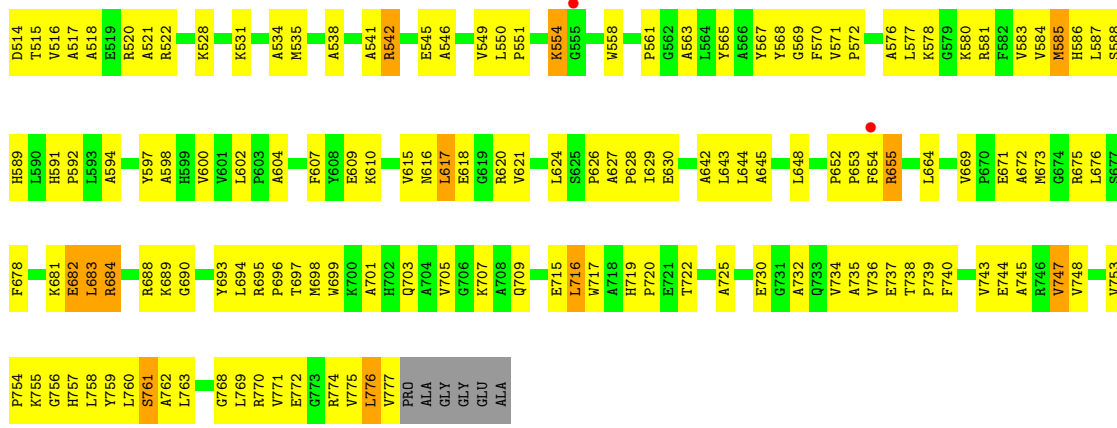 D514 T515 V516 A517 A518 E519 R520 A521 R522 K528 K531 A534 M535 A538 A541 R542 E545 A546 V549 L550 P551 K554 G555 W558 P561 G562 A563 L564 Y565 A566 Y567 Y568 G569 F570 V571 P572 A576 L577 K578 G579 K580 R581 F582 V583 V584 M585 H586 L587 S588
H589 L590 H591 P592 L593 A594 Y597 A598 H599 V600 V601 L602 P603 A604 F607 Y608 E609 K610 V615 N616 L617 E618 G619 R620 V621 L624 S625 P626 A627 P628 I629 E630 A642 L643 L644 A645 L648 P652 P653 F654 R655 L664 V669 P670 E671 A672 M673 G674 R675 L676 S677
F678 K681 E682 L683 R684 R688 K689 G690 Y693 L694 R695 P696 T697 M698 W699 K700 A701 H702 Q703 A704 V705 G706 K707 A708 Q709 E715 L716 W717 A718 H719 P720 E721 T722 A725 E730 G731 A732 Q733 V734 A735 V736 E737 T738 P739 F740 V743 E744 A745 R746 V747 V748 V753
P754 K755 G756 H757 L758 Y759 L760 S761 A762 L763 G768 L769 R770 V771 E772 G773 R774 V775 L776 V777 PRO ALA GLY GLY GLU ALA